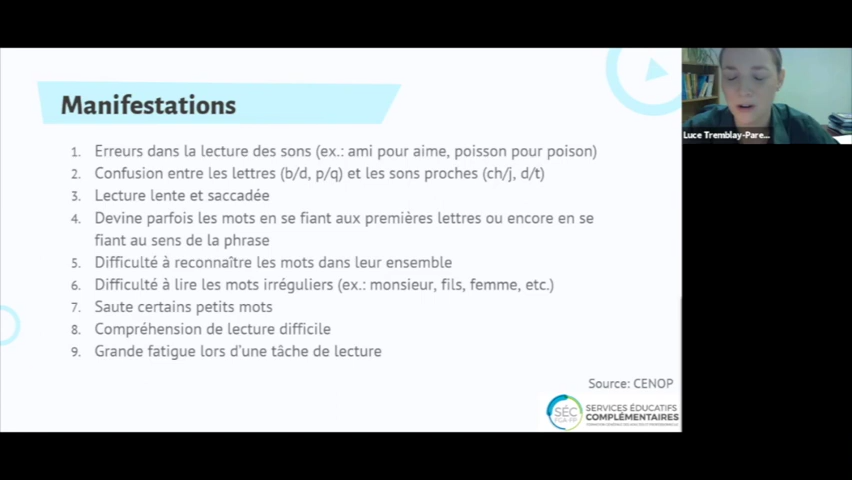 Manifestations
1. Erreurs dans la lecture des sons (ex.: ami pour aime, poisson pour poison)
2. Confusion entre les lettres (b/d, p/q) et les sons proches (ch/j, d/t)
3. Lecture lente et saccadée
4. Devine parfois les mots en se fiant aux premières lettres ou encore en se
fiant au sens de la phrase
5. Difficulté à reconnaître les mots dans leur ensemble
6. Difficulté à lire les mots irréguliers (ex.: monsieur, fils, femme, etc.)
7. Saute certains petits mots
8. Compréhension de lecture difficile
9. Grande fatigue lors d'une tâche de lecture
Source: CENOP
SÉC
SERVICES ÉDUCATIFS
COMPLÉMENTAIRES
Luce Tremblay-Pare...